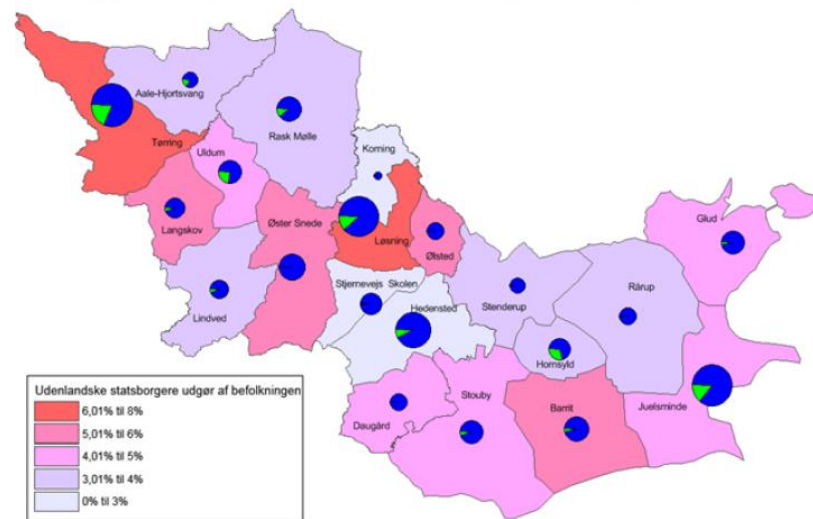 Aale-Hjortsvang
Rask Mølle
Tørring
Uldum
Korning
Langskov
Øster Snede
Løsning
Ølsted
Glud
Lindved
Stjernevejs Skolen
Hedensted
Stenderup
Rårup
Hornsyld
Daugård
Stouby
Barrit
Juelsminde
Udenlandske statsborgere udgør af befolkningen
6,01% til 8%
5,01% til 6%
4,01% til 5%
3,01% til 4%
0% til 3%